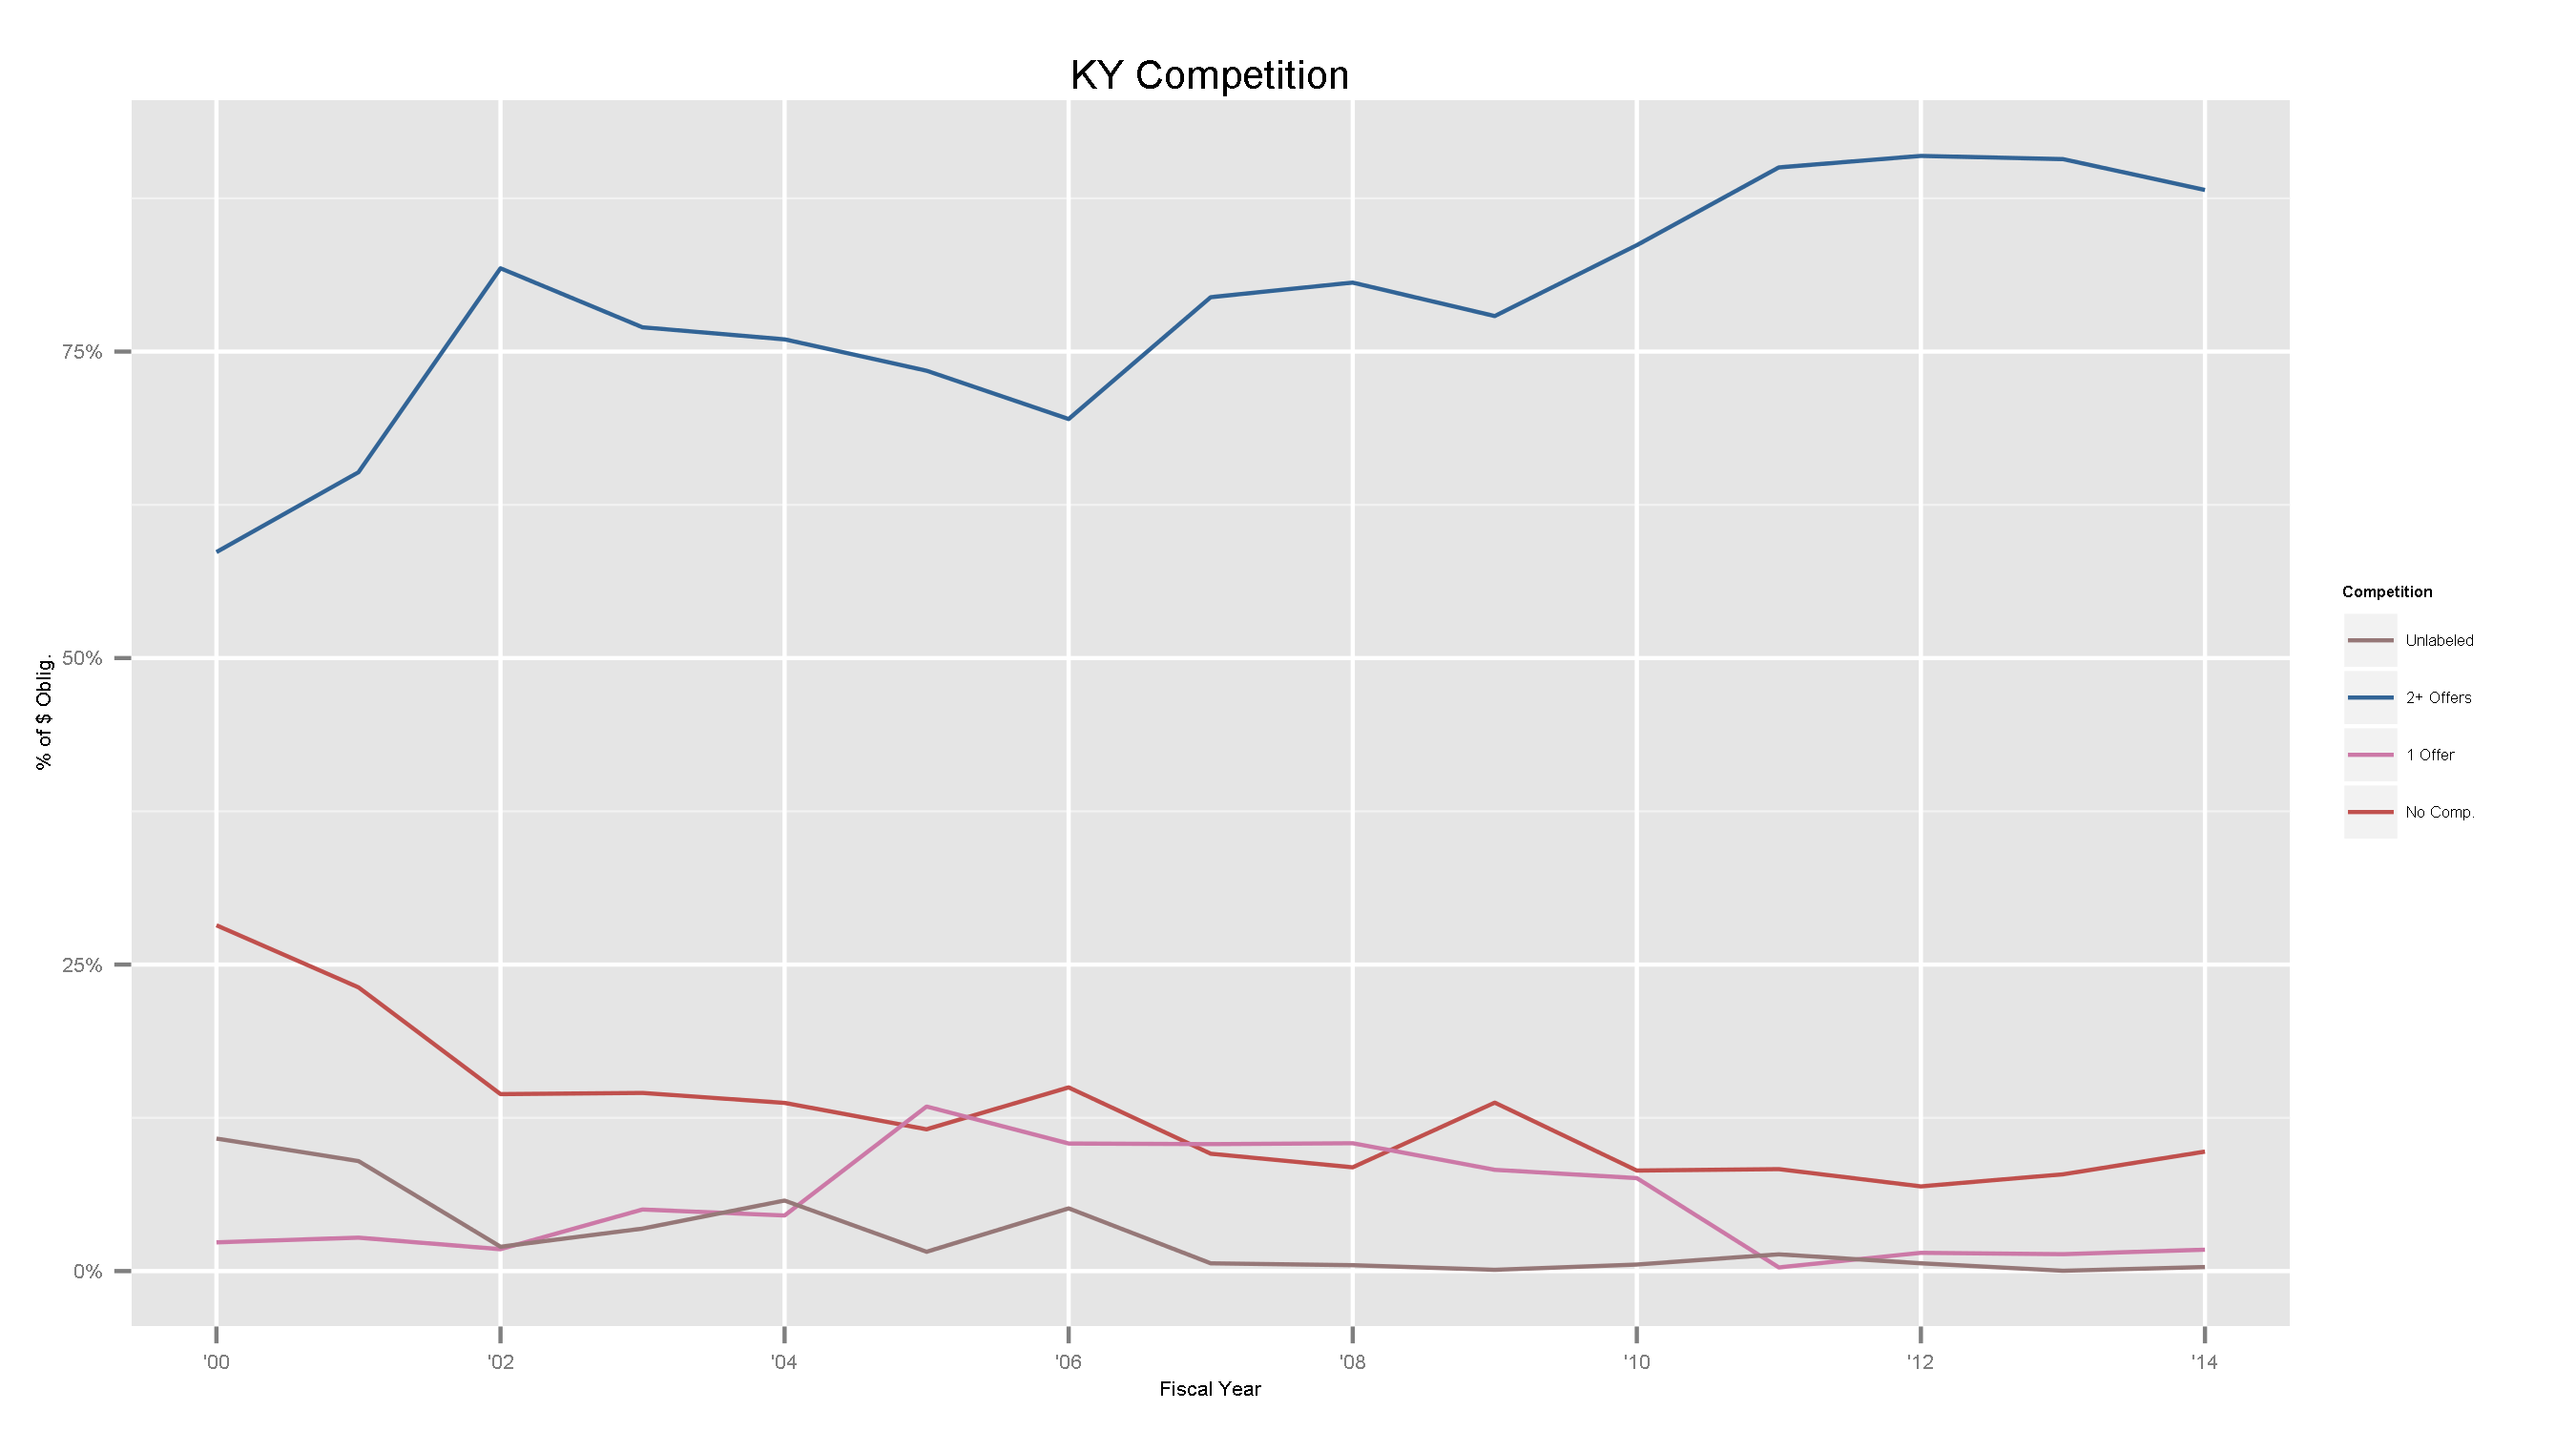 KY Competition
75%
50%
25%
0%
% of $ Oblig.
'00 '02 '04 '06 '08 '10 '12 '14
Fiscal Year
Competition
Unlabeled
2+ Offers
1 Offer
No Comp.